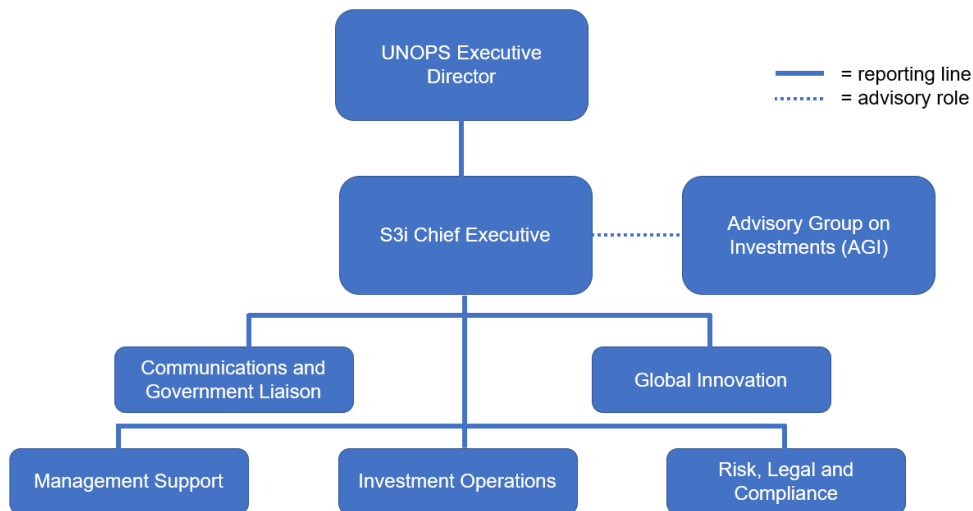 UNOPS Executive
Director
= reporting line
= advisory role
S3i Chief Executive
Advisory Group on
Investments (AGI)
Communications and
Government Liaison
Global Innovation
Management Support
Investment Operations
Risk, Legal and
Compliance